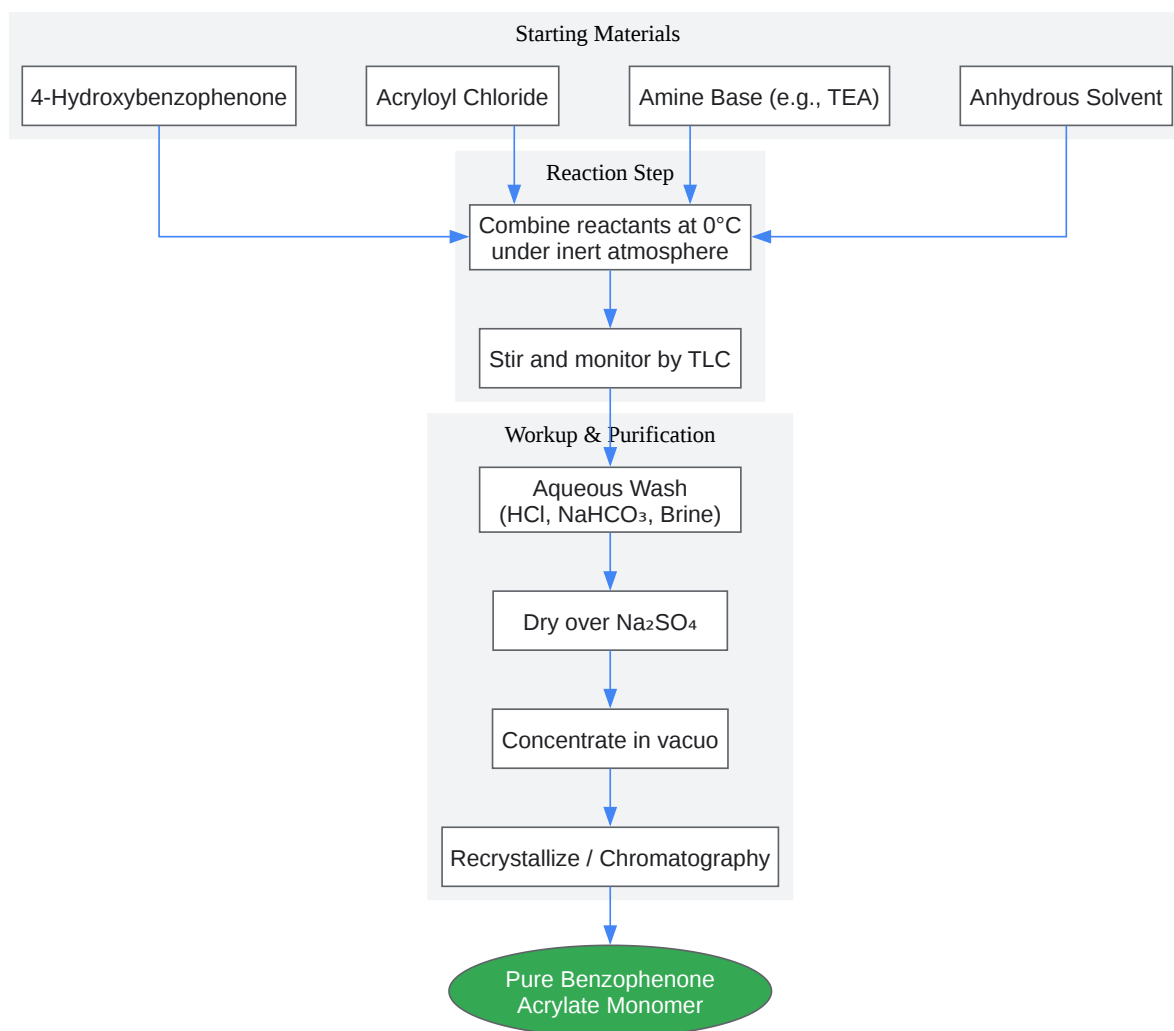 Starting Materials
4-Hydroxybenzophenone
Acryloyl Chloride
Amine Base (e.g., TEA)
Anhydrous Solvent
Reaction Step
Combine reactants at 0°C
under inert atmosphere
Stir and monitor by TLC
Workup & Purification
Aqueous Wash
(HCl, NaHCO₃, Brine)
Dry over Na₂SO₄
Concentrate in vacuo
Recrystallize / Chromatography
Pure Benzophenone
Acrylate Monomer